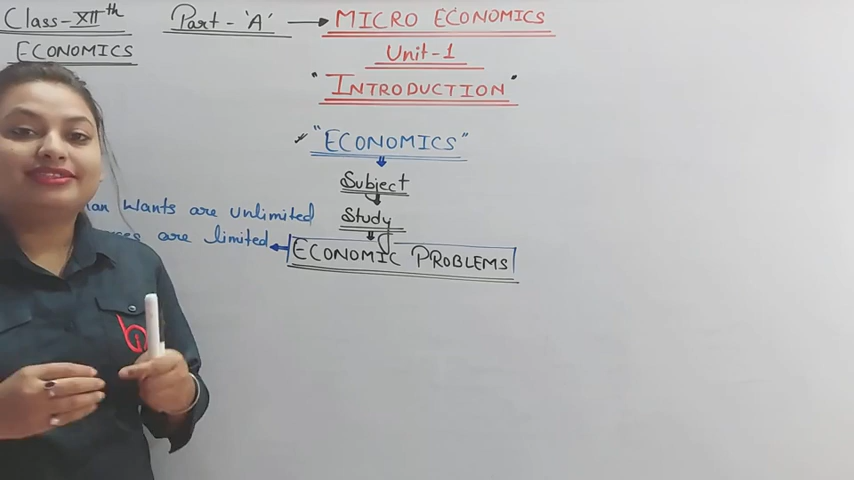 Class-XIIth Part-'A' → MICRO ECONOMICS
ECONOMICS Unit-1
"INTRODUCTION"
"ECONOMICS"
Subject
an Wants are unlimited Study
are limited ECONOMIC PROBLEMS